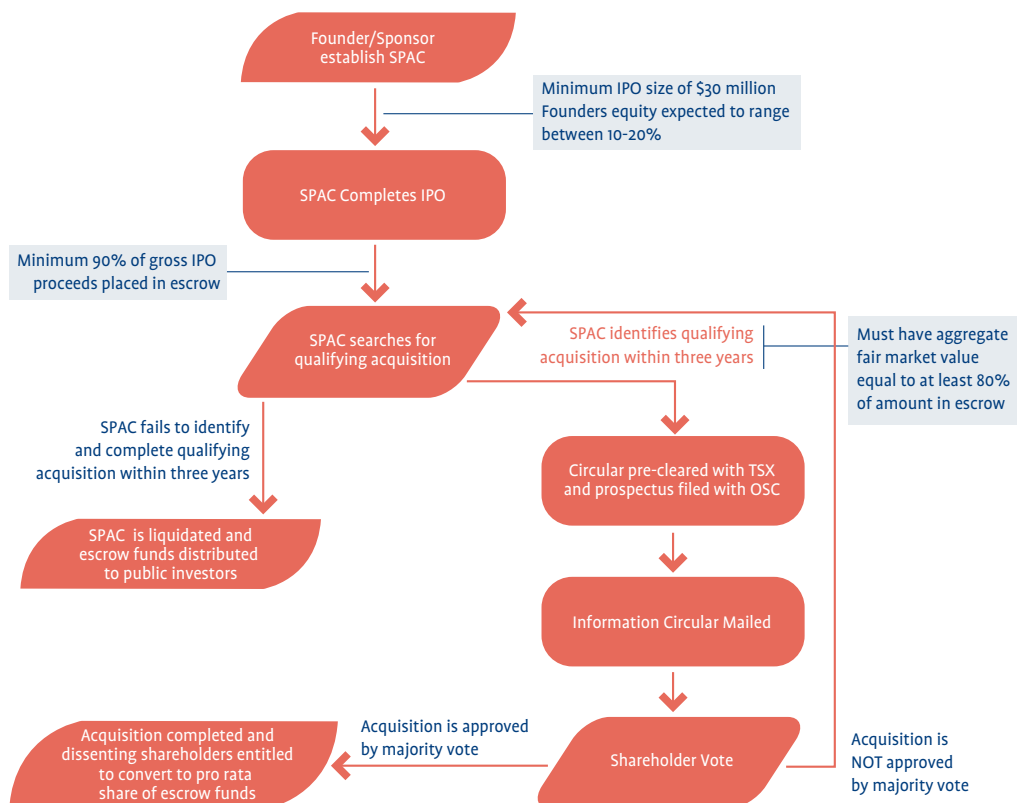 Founder/Sponsor
establish SPAC
Minimum IPO size of $30 million
Founders equity expected to range
between 10-20%
SPAC Completes IPO
Minimum 90% of gross IPO
proceeds placed in escrow
SPAC searches for
qualifying acquisition
SPAC identifies qualifying
acquisition within three years
Must have aggregate
fair market value
equal to at least 80%
of amount in escrow
SPAC fails to identify
and complete qualifying
acquisition within three years
Circular pre-cleared with TSX
and prospectus filed with OSC
SPAC is liquidated and
escrow funds distributed
to public investors
Information Circular Mailed
Acquisition completed and
dissenting shareholders entitled
to convert to pro rata
share of escrow funds
Acquisition is approved
by majority vote
Shareholder Vote
Acquisition is
NOT approved
by majority vote